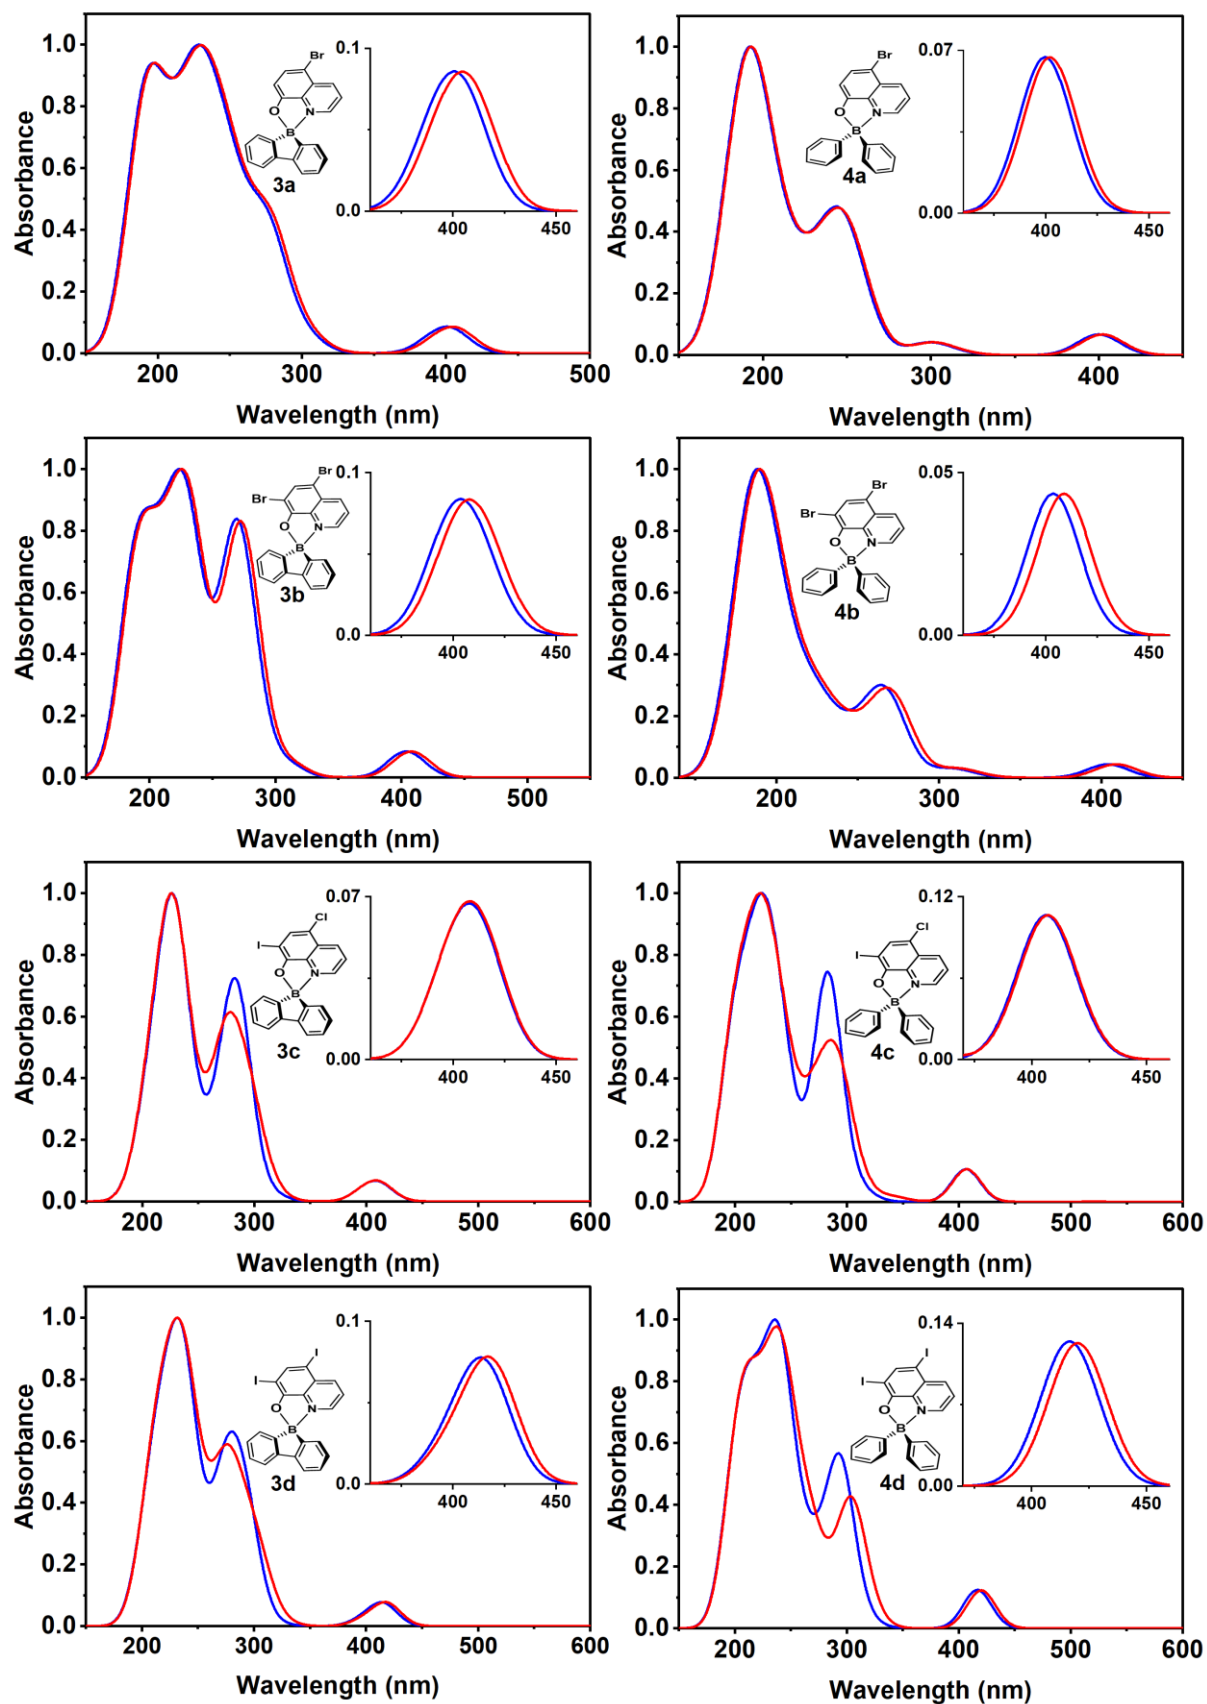 Absorbance
1.0
0.8
0.6
0.4
0.2
0.0
200
300
400
500
Wavelength (nm)
0.1
0.0
400
450
Br
O
N
B
3a
Absorbance
1.0
0.8
0.6
0.4
0.2
0.0
200
300
400
Wavelength (nm)
0.07
0.00
400
450
Br
O
N
B
4a
Absorbance
1.0
0.8
0.6
0.4
0.2
0.0
200
300
400
500
Wavelength (nm)
0.1
0.0
400
450
Br
Br
O
N
B
3b
Absorbance
1.0
0.8
0.6
0.4
0.2
0.0
200
300
400
Wavelength (nm)
0.05
0.00
400
450
Br
Br
O
N
B
4b
Absorbance
1.0
0.8
0.6
0.4
0.2
0.0
200
300
400
500
600
Wavelength (nm)
0.07
0.00
400
450
Cl
I
O
N
B
3c
Absorbance
1.0
0.8
0.6
0.4
0.2
0.0
200
300
400
500
600
Wavelength (nm)
0.12
0.00
400
450
Cl
I
O
N
B
4c
Absorbance
1.0
0.8
0.6
0.4
0.2
0.0
200
300
400
500
600
Wavelength (nm)
0.1
0.0
400
450
I
I
O
N
B
3d
Absorbance
1.0
0.8
0.6
0.4
0.2
0.0
200
300
400
500
600
Wavelength (nm)
0.14
0.00
400
450
I
I
O
N
B
4d